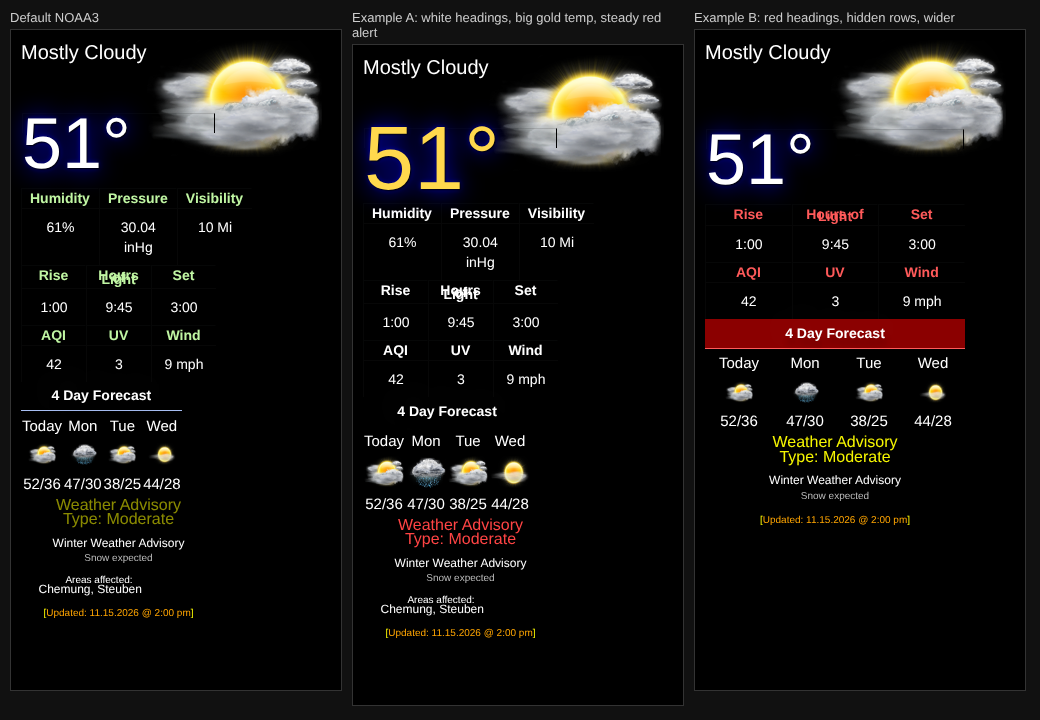 Default NOAA3
Mostly Cloudy
51°
Humidity Pressure Visibility
61% 30.04 10 Mi
inHg
Rise Hours Set
Light
1:00 9:45 3:00
AQI UV Wind
42 3 9 mph
4 Day Forecast
Today Mon Tue Wed
52/36 47/30 38/25 44/28
Weather Advisory
Type: Moderate
Winter Weather Advisory
Snow expected
Areas affected:
Chemung, Steuben
[Updated: 11.15.2026 @ 2:00 pm]
Example A: white headings, big gold temp, steady red
alert
Mostly Cloudy
51°
Humidity Pressure Visibility
61% 30.04 10 Mi
inHg
Rise Hours Set
Light
1:00 9:45 3:00
AQI UV Wind
42 3 9 mph
4 Day Forecast
Today Mon Tue Wed
52/36 47/30 38/25 44/28
Weather Advisory
Type: Moderate
Winter Weather Advisory
Snow expected
Areas affected:
Chemung, Steuben
[Updated: 11.15.2026 @ 2:00 pm]
Example B: red headings, hidden rows, wider
Mostly Cloudy
51°
Rise Hours of Set
Light
1:00 9:45 3:00
AQI UV Wind
42 3 9 mph
4 Day Forecast
Today Mon Tue Wed
52/36 47/30 38/25 44/28
Weather Advisory
Type: Moderate
Winter Weather Advisory
Snow expected
[Updated: 11.15.2026 @ 2:00 pm]